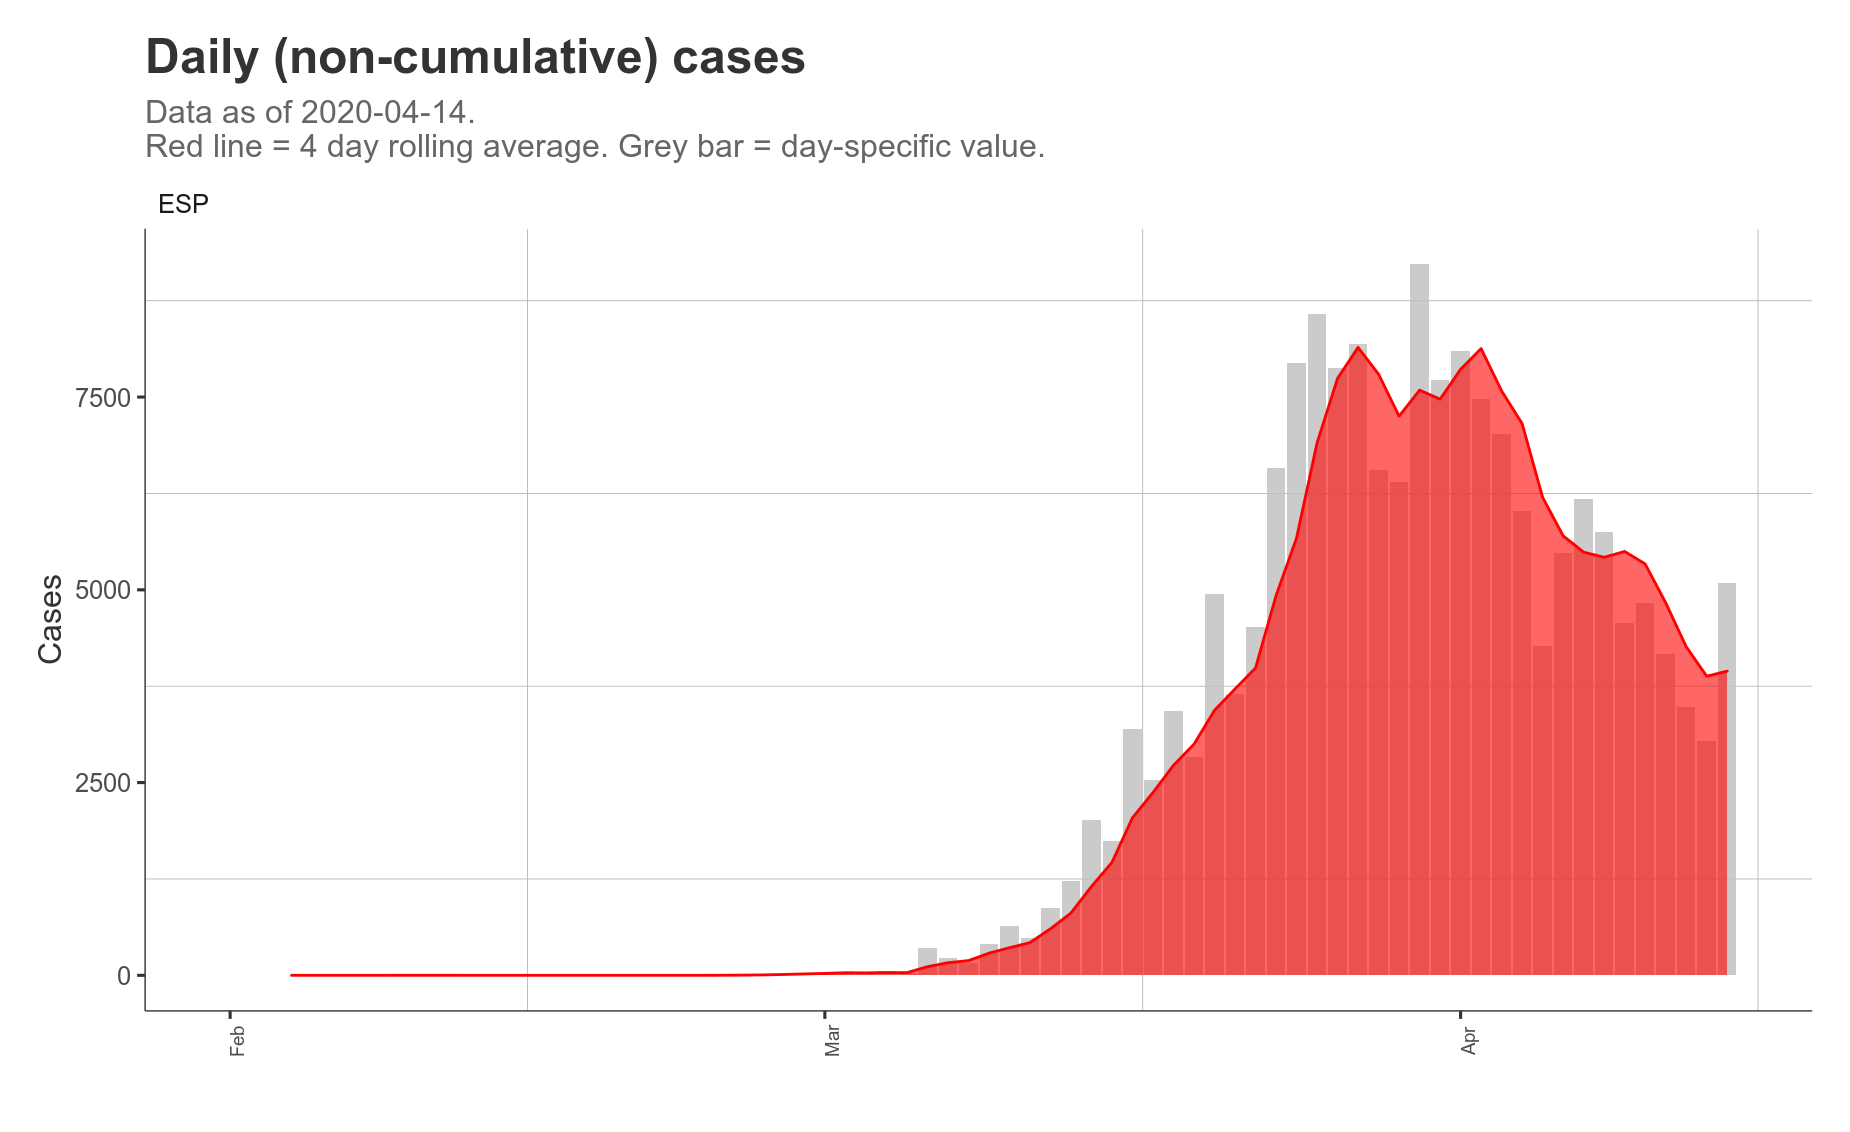 Daily (non-cumulative) cases
Data as of 2020-04-14.
Red line = 4 day rolling average. Grey bar = day-specific value.
ESP
Cases
7500
5000
2500
0
Feb
Mar
Apr